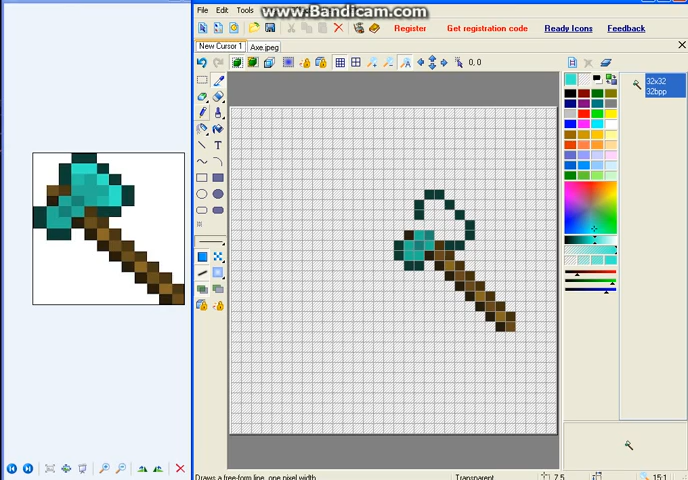 File Edit Tools
www.Bandicam.com
Register Get registration code Ready Icons Feedback
New Cursor 1 Axe.jpeg
0, 0
32x32
32bpp
T
Draws a free-form line, one pixel width Transparent 7.5 15:1